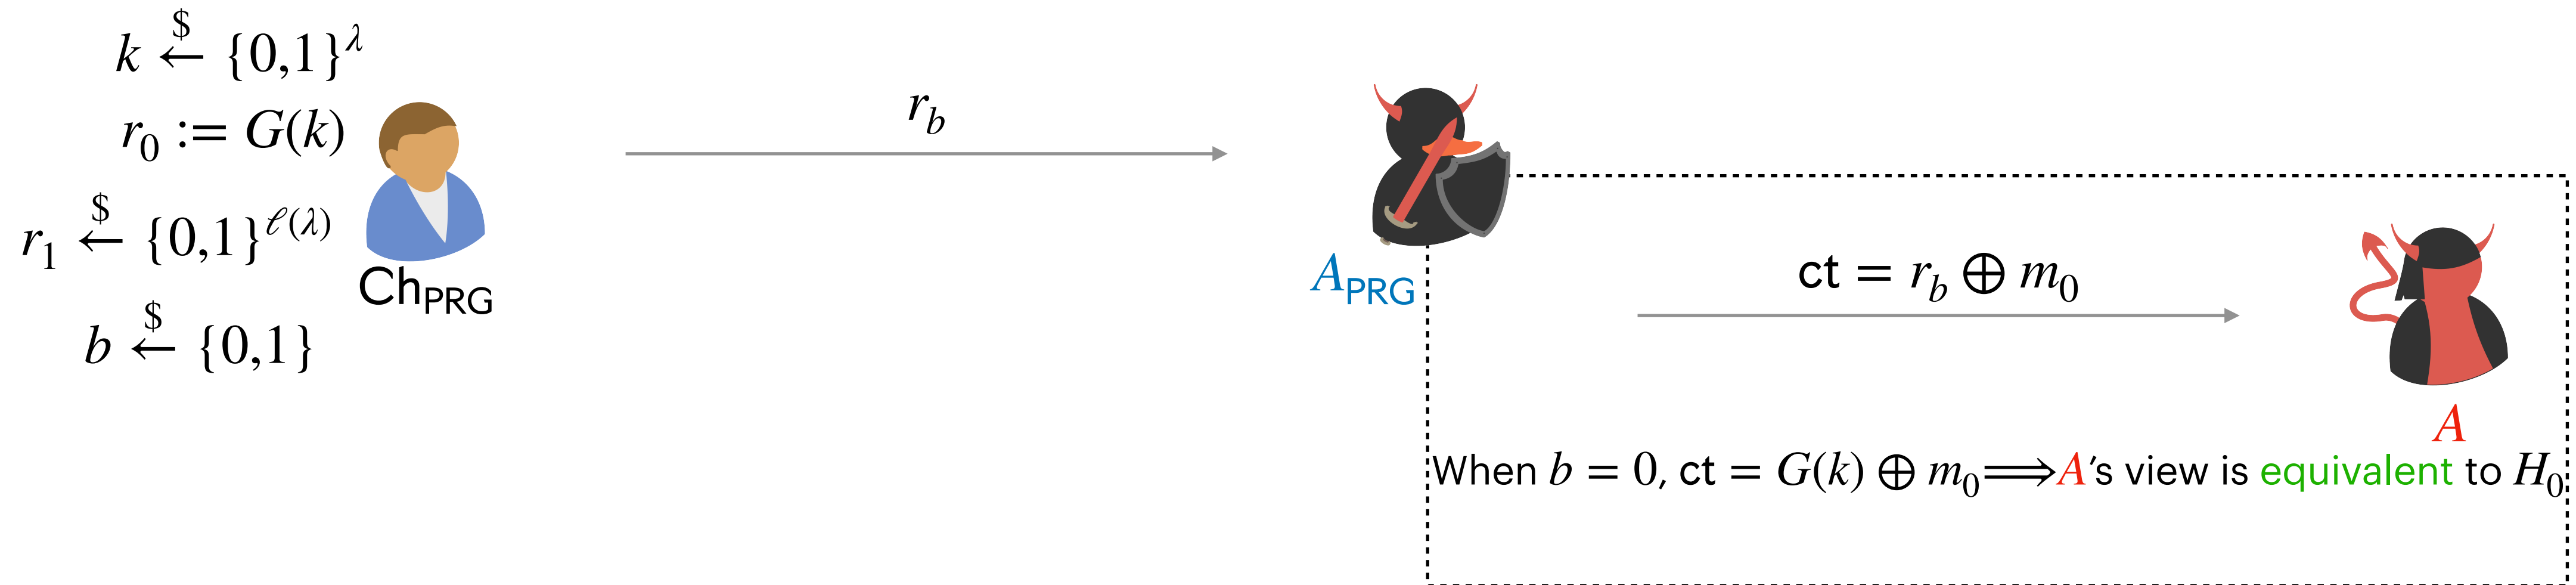 k $← {0,1}^λ
r_0 := G(k)
r_1 $← {0,1}^ℓ(λ)
b $← {0,1}
Ch_PRG
r_b
A_PRG
ct = r_b ⊕ m_0
A
When b = 0, ct = G(k) ⊕ m_0 ⟹ A's view is equivalent to H_0